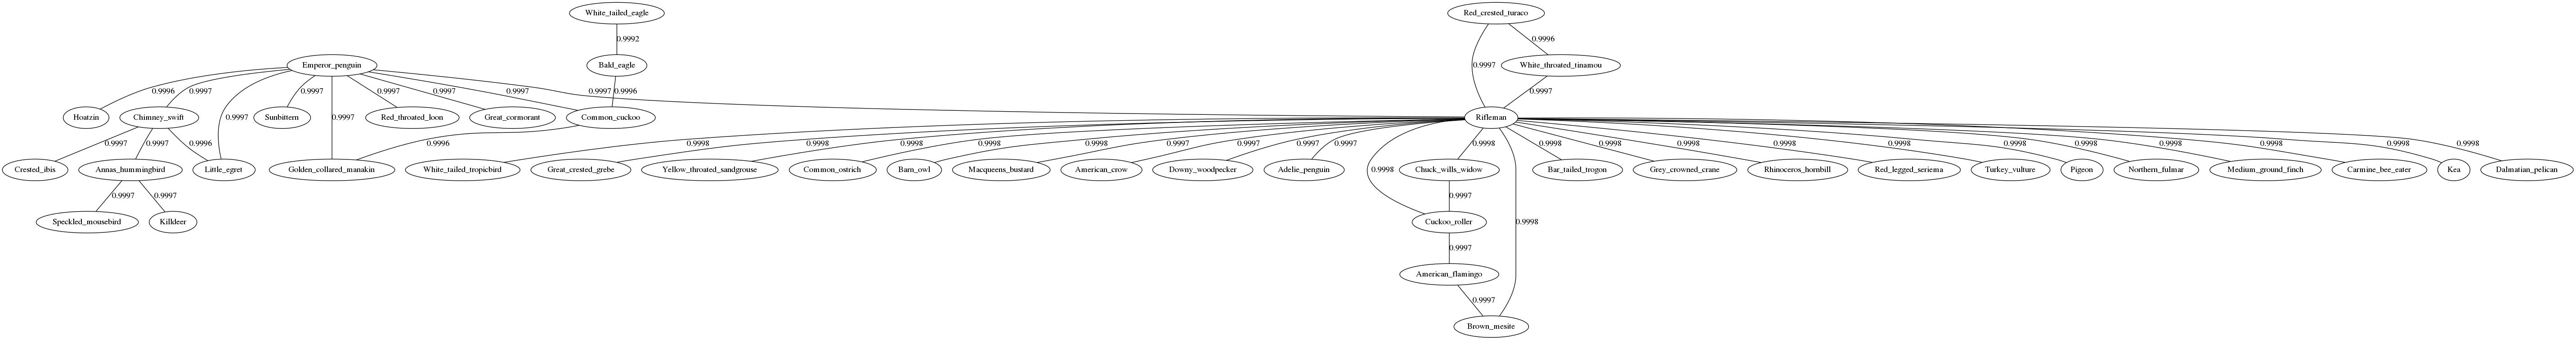 White_tailed_eagle
Red_crested_turaco
0.9992
0.9996
Emperor_penguin
Bald_eagle
White_throated_tinamou
0.9996
0.9997
0.9997
0.9997
0.9997
0.9997
0.9996
0.9997
0.9997
0.9997
Hoatzin
Chimney_swift
0.9997
Sunbittern
0.9997
Red_throated_loon
Great_cormorant
Common_cuckoo
Rifleman
0.9997
0.9997
0.9996
0.9996
0.9998
0.9998
0.9998
0.9998
0.9998
0.9997
0.9997
0.9997
0.9997
0.9998
0.9998
0.9998
0.9998
0.9998
0.9998
0.9998
0.9998
0.9998
0.9998
0.9998
0.9998
Crested_ibis
Annas_hummingbird
Little_egret
Golden_collared_manakin
White_tailed_tropicbird
Great_crested_grebe
Yellow_throated_sandgrouse
Common_ostrich
Barn_owl
Macqueens_bustard
American_crow
Downy_woodpecker
Adelie_penguin
0.9998
Chuck_wills_widow
Bar_tailed_trogon
Grey_crowned_crane
Rhinoceros_hornbill
Red_legged_seriema
Turkey_vulture
Pigeon
Northern_fulmar
Medium_ground_finch
Carmine_bee_eater
Kea
Dalmatian_pelican
0.9997
0.9997
0.9997
Speckled_mousebird
Killdeer
Cuckoo_roller
0.9998
0.9997
American_flamingo
0.9997
Brown_mesite